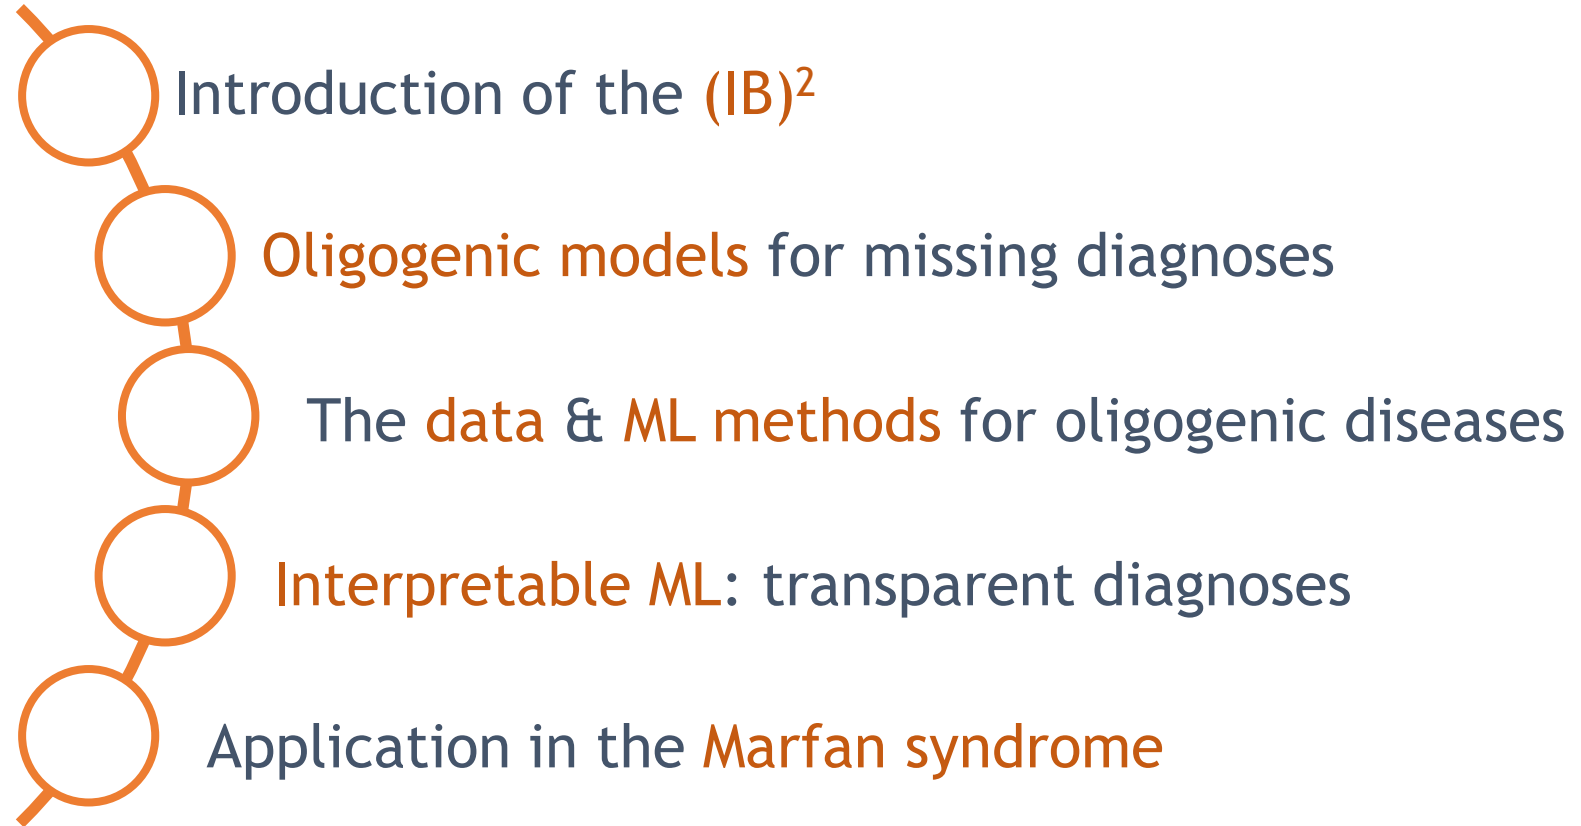 Introduction of the (IB)²
Oligogenic models for missing diagnoses
The data & ML methods for oligogenic diseases
Interpretable ML: transparent diagnoses
Application in the Marfan syndrome